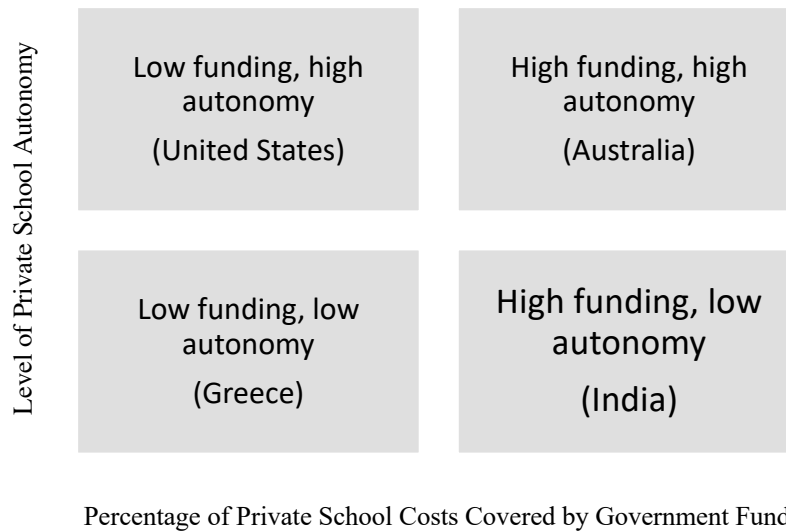 Level of Private School Autonomy
Low funding, high
autonomy
(United States)
High funding, high
autonomy
(Australia)
Low funding, low
autonomy
(Greece)
High funding, low
autonomy
(India)
Percentage of Private School Costs Covered by Government Fund